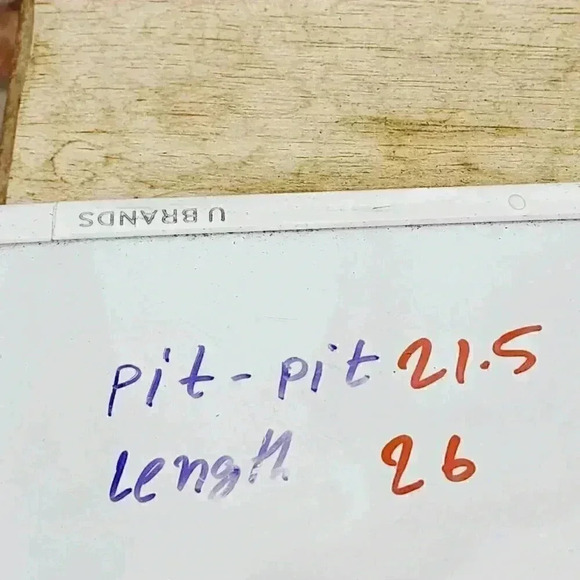 U BRANDS
pit - pit 21.5
Length 26